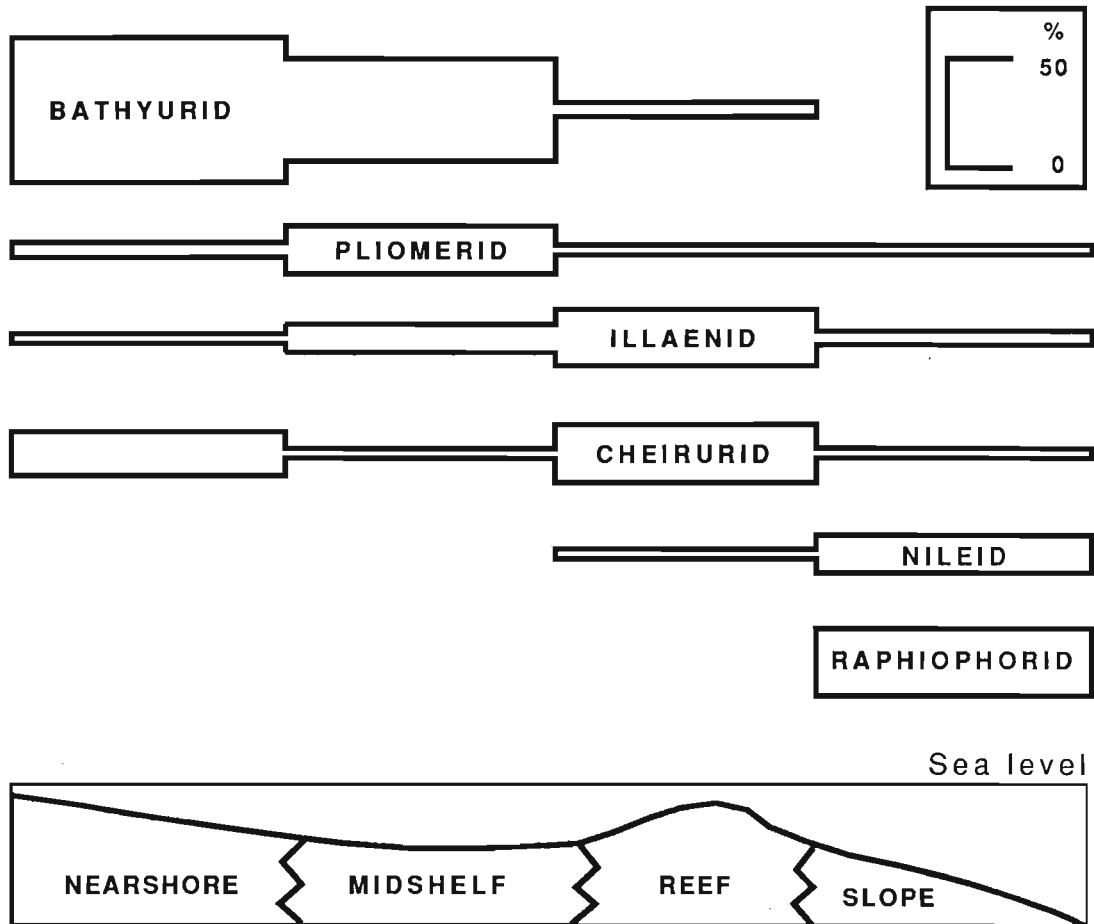 %
50
0
BATHYURID
PLIOMERID
ILLAENID
CHEIRURID
NILEID
RAPHIOPHORID
Sea level
NEARSHORE MIDSHELF REEF SLOPE